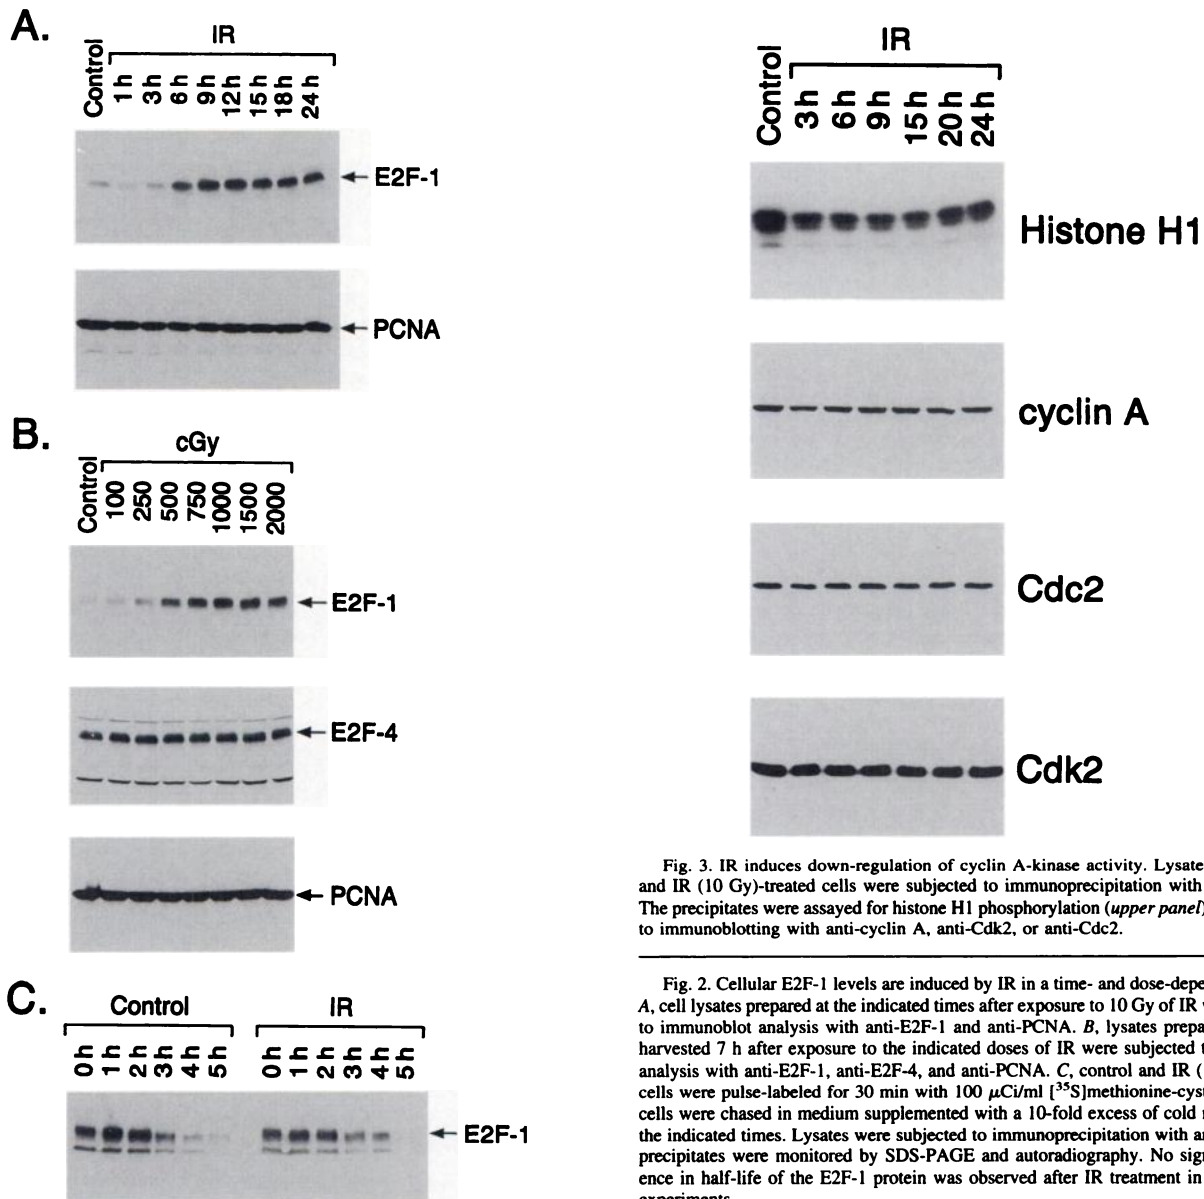 A.
IR
Control
1 h
3 h
6 h
9 h
12 h
15 h
18 h
24 h
E2F-1
PCNA
B.
cGy
Control
100
250
500
750
1000
1500
2000
E2F-1
E2F-4
PCNA
C.
Control
IR
0 h
1 h
2 h
3 h
4 h
5 h
0 h
1 h
2 h
3 h
4 h
5 h
E2F-1
IR
Control
3 h
6 h
9 h
15 h
20 h
24 h
Histone H1
cyclin A
Cdc2
Cdk2
Fig. 3. IR induces down-regulation of cyclin A-kinase activity. Lysate
and IR (10 Gy)-treated cells were subjected to immunoprecipitation with
The precipitates were assayed for histone H1 phosphorylation (upper panel)
to immunoblotting with anti-cyclin A, anti-Cdk2, or anti-Cdc2.
Fig. 2. Cellular E2F-1 levels are induced by IR in a time- and dose-depe
A, cell lysates prepared at the indicated times after exposure to 10 Gy of IR
to immunoblot analysis with anti-E2F-1 and anti-PCNA. B, lysates prepa
harvested 7 h after exposure to the indicated doses of IR were subjected t
analysis with anti-E2F-1, anti-E2F-4, and anti-PCNA. C, control and IR (
cells were pulse-labeled for 30 min with 100 μCi/ml [³⁵S]methionine-cyst
cells were chased in medium supplemented with a 10-fold excess of cold
the indicated times. Lysates were subjected to immunoprecipitation with an
precipitates were monitored by SDS-PAGE and autoradiography. No sign
ence in half-life of the E2F-1 protein was observed after IR treatment in
experiments